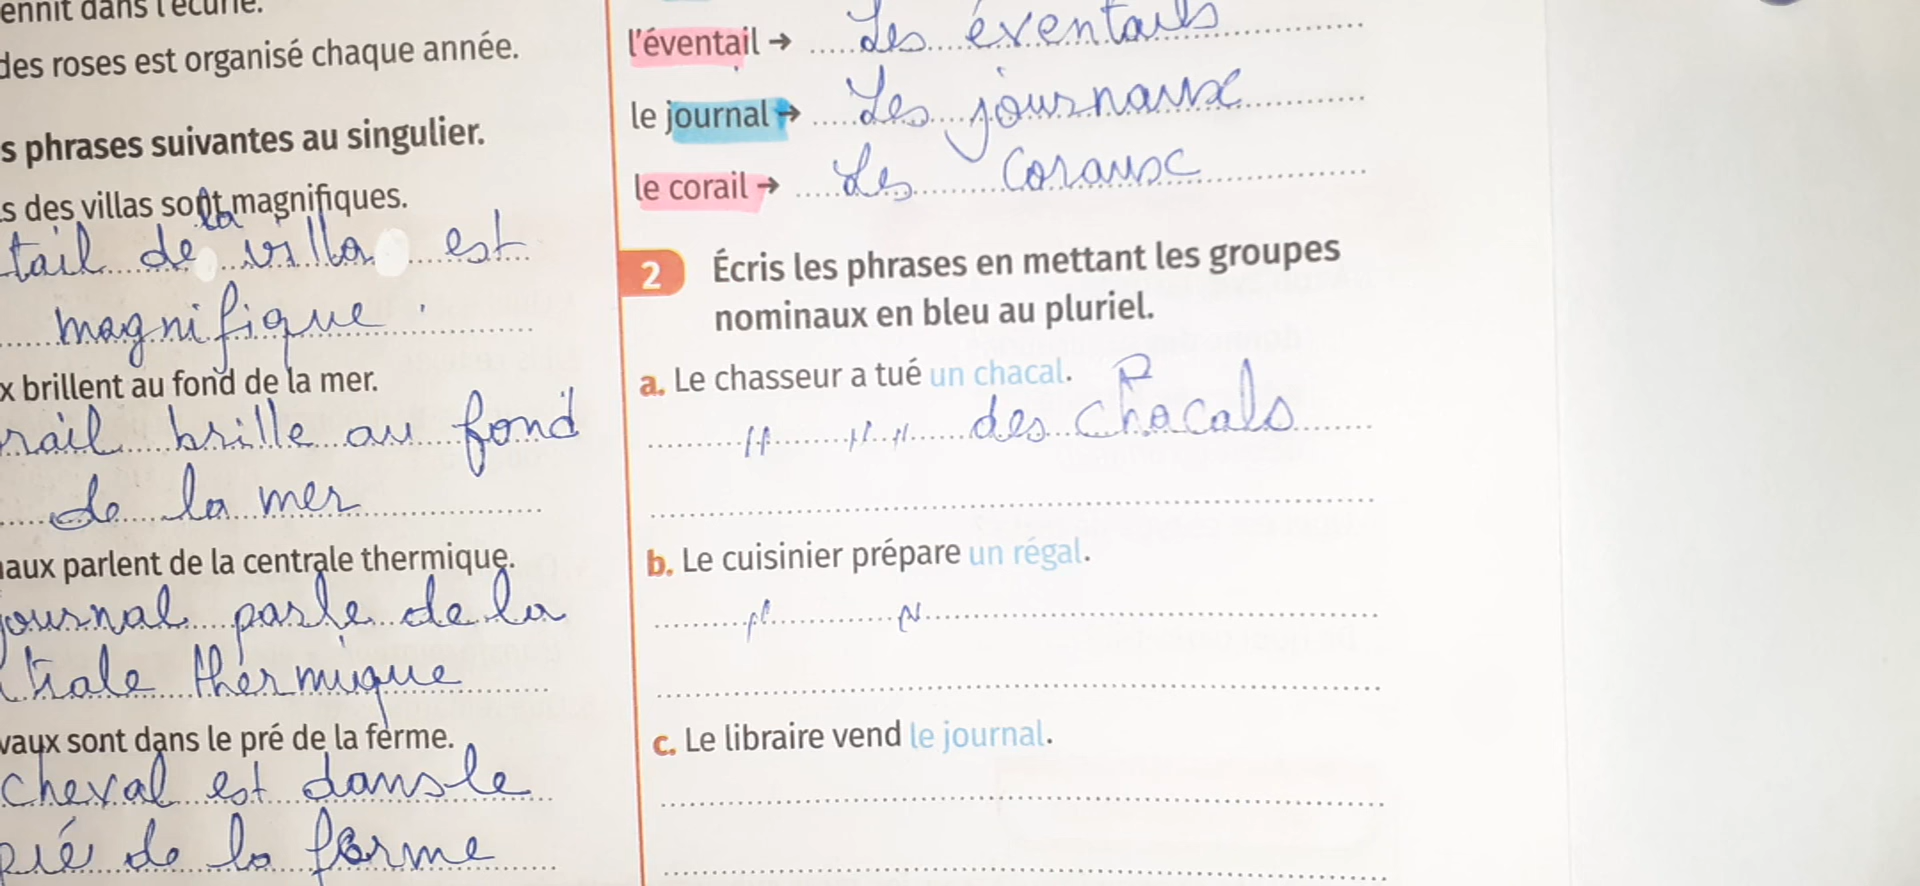 ennit dans l'écurie.
des roses est organisé chaque année.
s phrases suivantes au singulier.
s des villas sont magnifiques.
tail de la villa est
magnifique.
x brillent au fond de la mer.
rail brille au fond
de la mer
naux parlent de la centrale thermique.
journal parle de la
trale thermique
vaux sont dans le pré de la ferme.
cheval est dans le
pré de la ferme
l'éventail → Les éventails
le journal → Les journaux
le corail → Les coraux
2 Écris les phrases en mettant les groupes
nominaux en bleu au pluriel.
a. Le chasseur a tué un chacal.
" " " des chacals
b. Le cuisinier prépare un régal.
" "
c. Le libraire vend le journal.